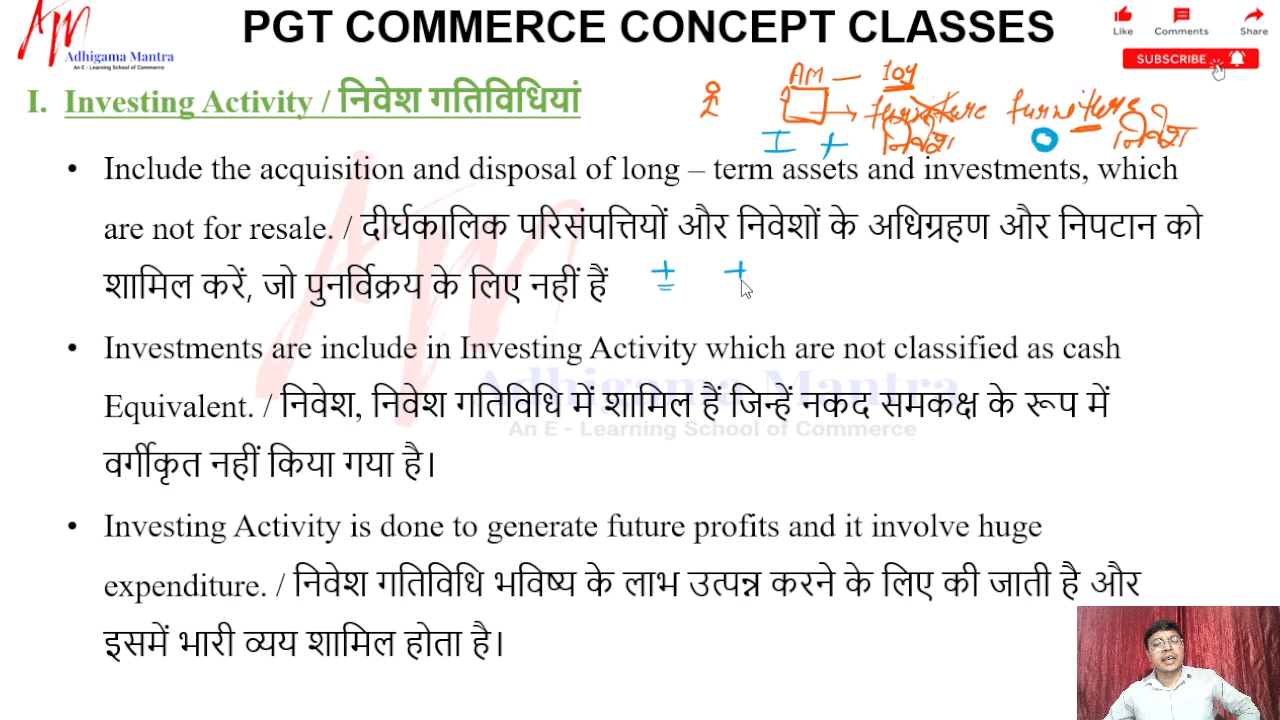 PGT COMMERCE CONCEPT CLASSES
Adhigama Mantra
An E - Learning School of Commerce
Like Comments Share
SUBSCRIBE
I. Investing Activity / निवेश गतिविधियां
AM — Toy
furniture furniture
I + निवेश O निवेश
• Include the acquisition and disposal of long – term assets and investments, which
are not for resale. / दीर्घकालिक परिसंपत्तियों और निवेशों के अधिग्रहण और निपटान को
शामिल करें, जो पुनर्विक्रय के लिए नहीं हैं
• Investments are include in Investing Activity which are not classified as cash
Equivalent. / निवेश, निवेश गतिविधि में शामिल हैं जिन्हें नकद समकक्ष के रूप में
वर्गीकृत नहीं किया गया है।
Adhigama Mantra
An E - Learning School of Commerce
• Investing Activity is done to generate future profits and it involve huge
expenditure. / निवेश गतिविधि भविष्य के लाभ उत्पन्न करने के लिए की जाती है और
इसमें भारी व्यय शामिल होता है।